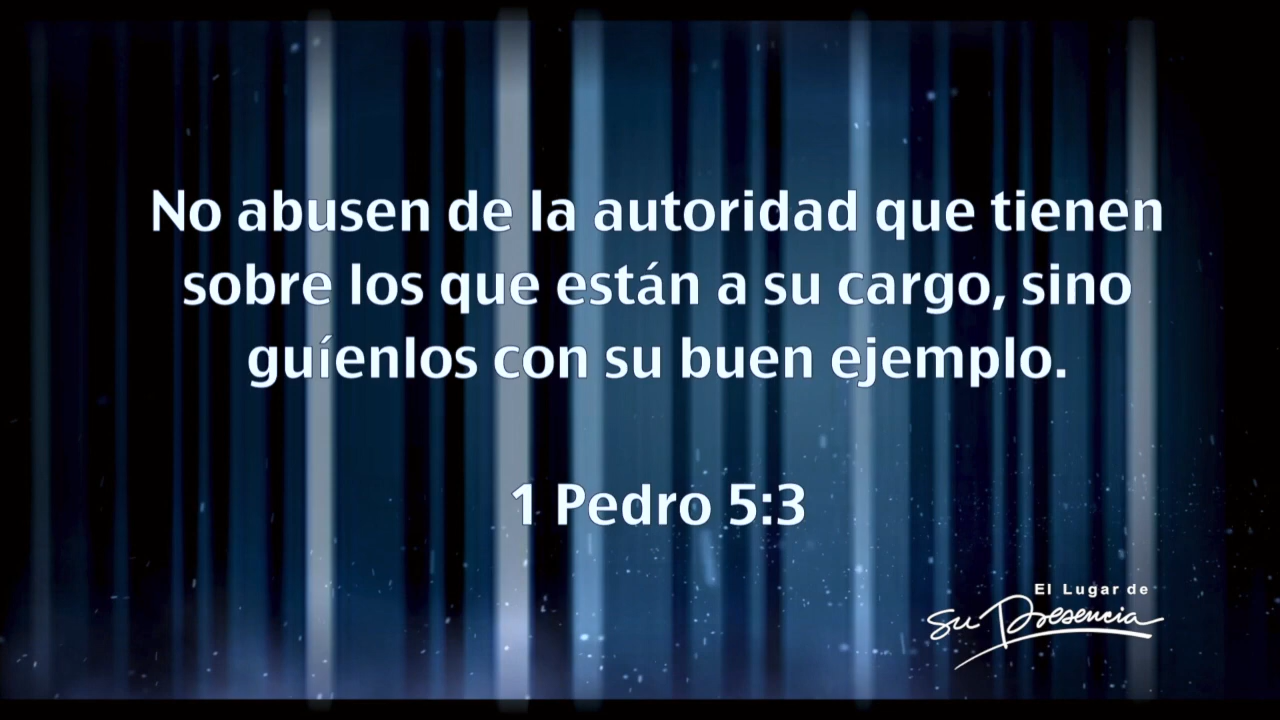 No abusen de la autoridad que tienen
sobre los que están a su cargo, sino
guíenlos con su buen ejemplo.
1 Pedro 5:3
El Lugar de
Su Presencia